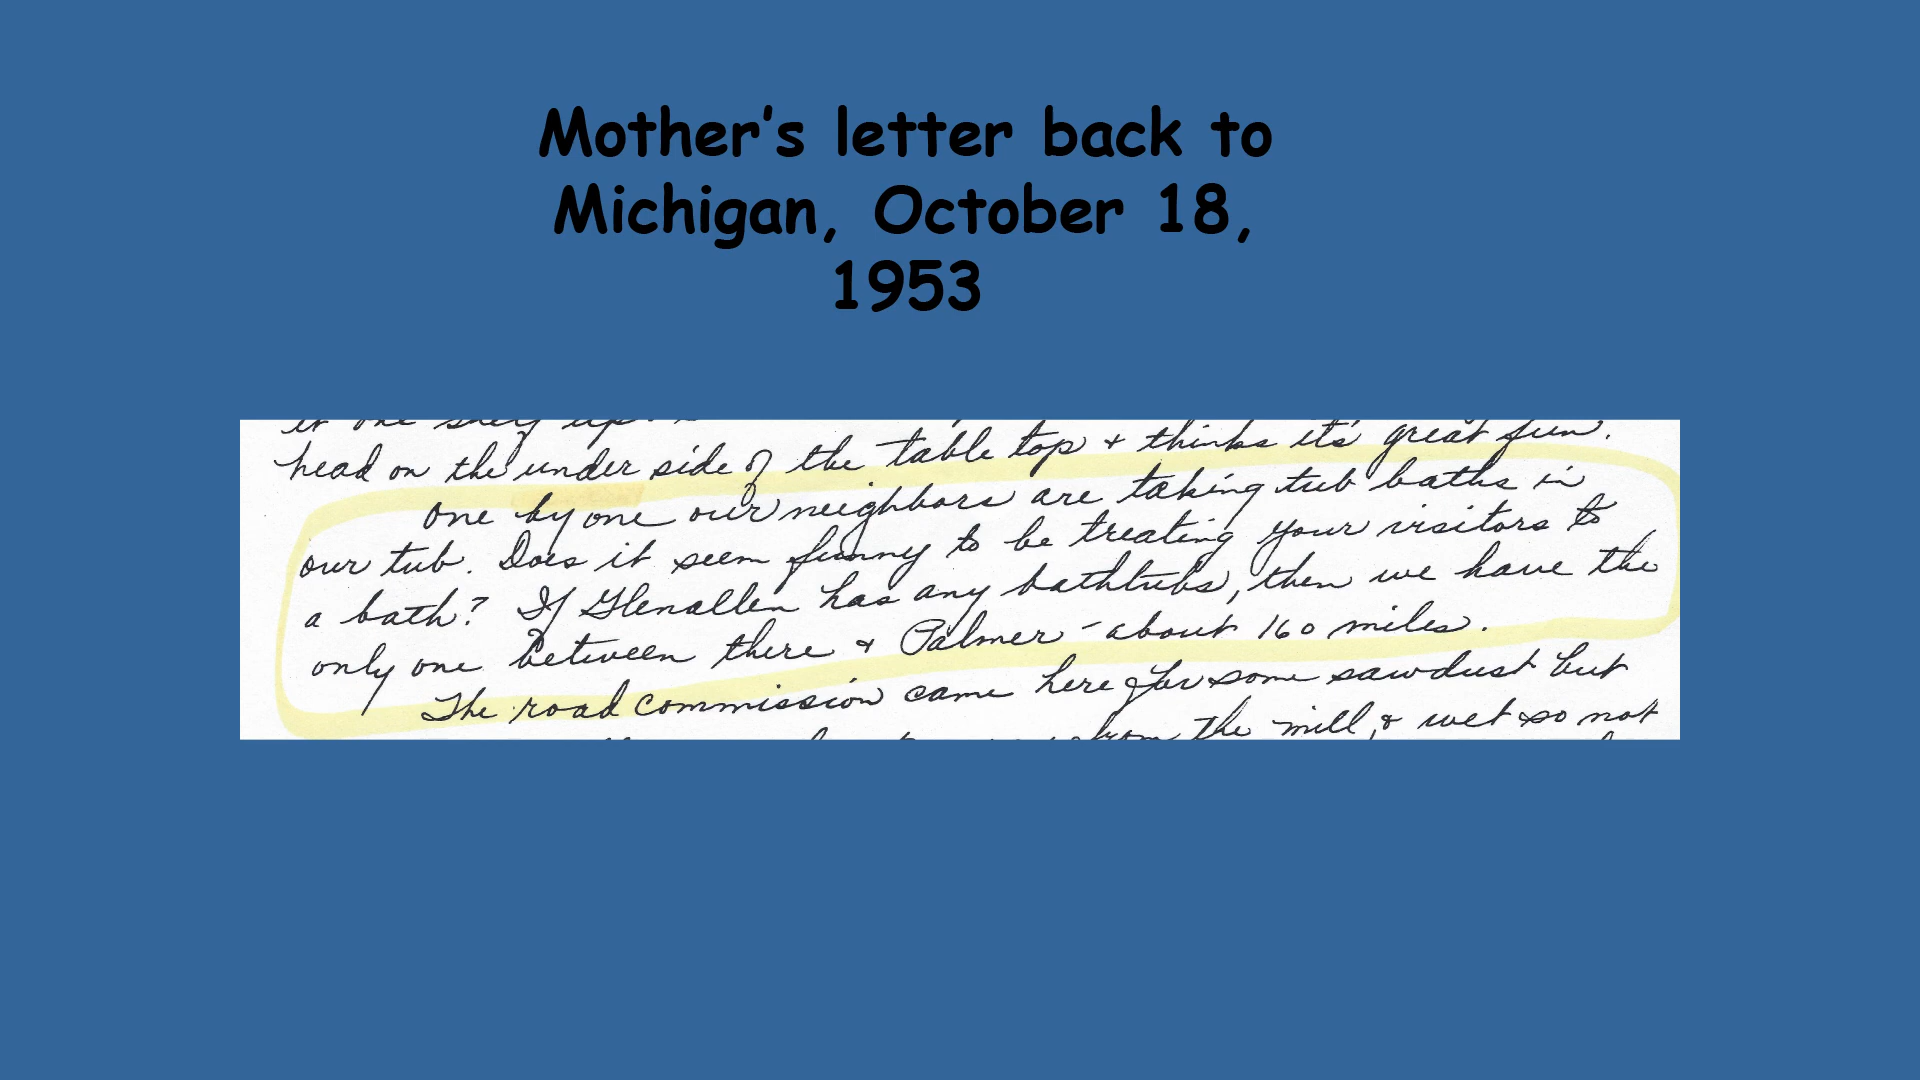 Mother's letter back to
Michigan, October 18,
1953
it one
head on the under side of the table top + thinks it's great fun.
One by one our neighbors are taking tub baths in
our tub. Does it seem funny to be treating your visitors to
a bath? If Glenallen has any bathtubs, then we have the
only one between there & Palmer - about 160 miles.
The road commission came here for some sawdust but
from the mill, & wet so not